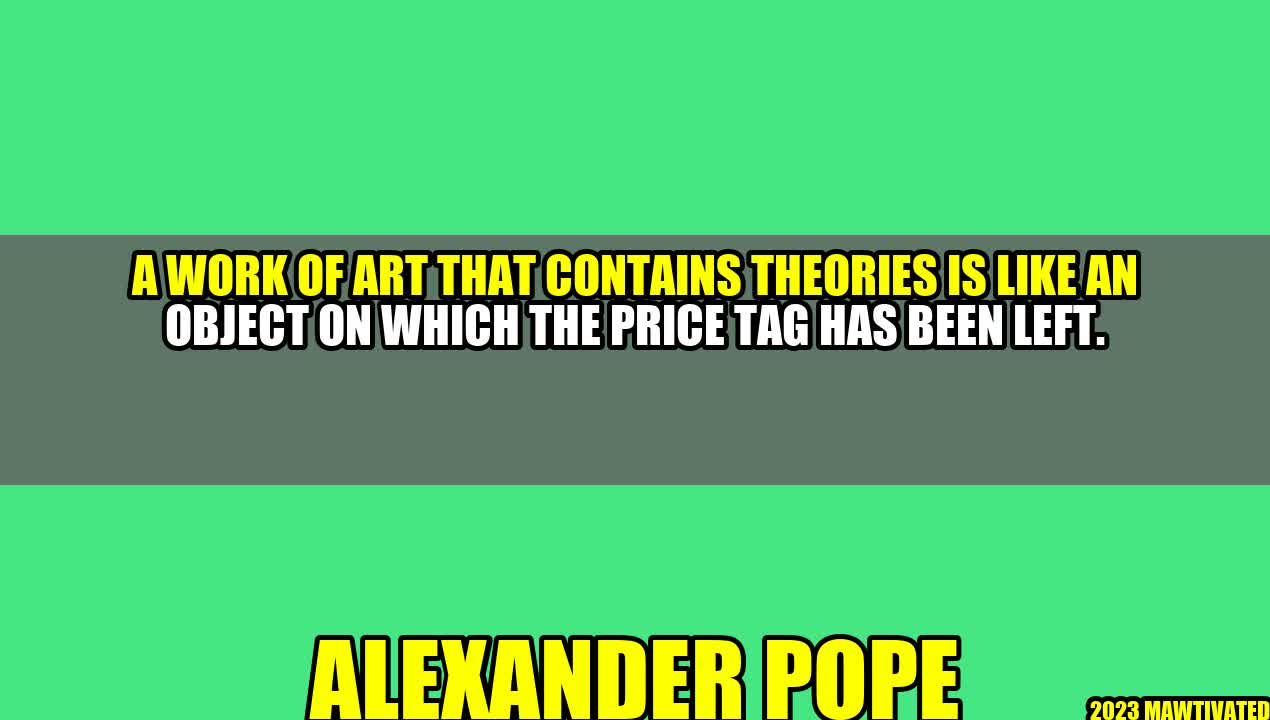 A WORK OF ART THAT CONTAINS THEORIES IS LIKE AN
OBJECT ON WHICH THE PRICE TAG HAS BEEN LEFT.
ALEXANDER POPE
2023 MAWTIVATED